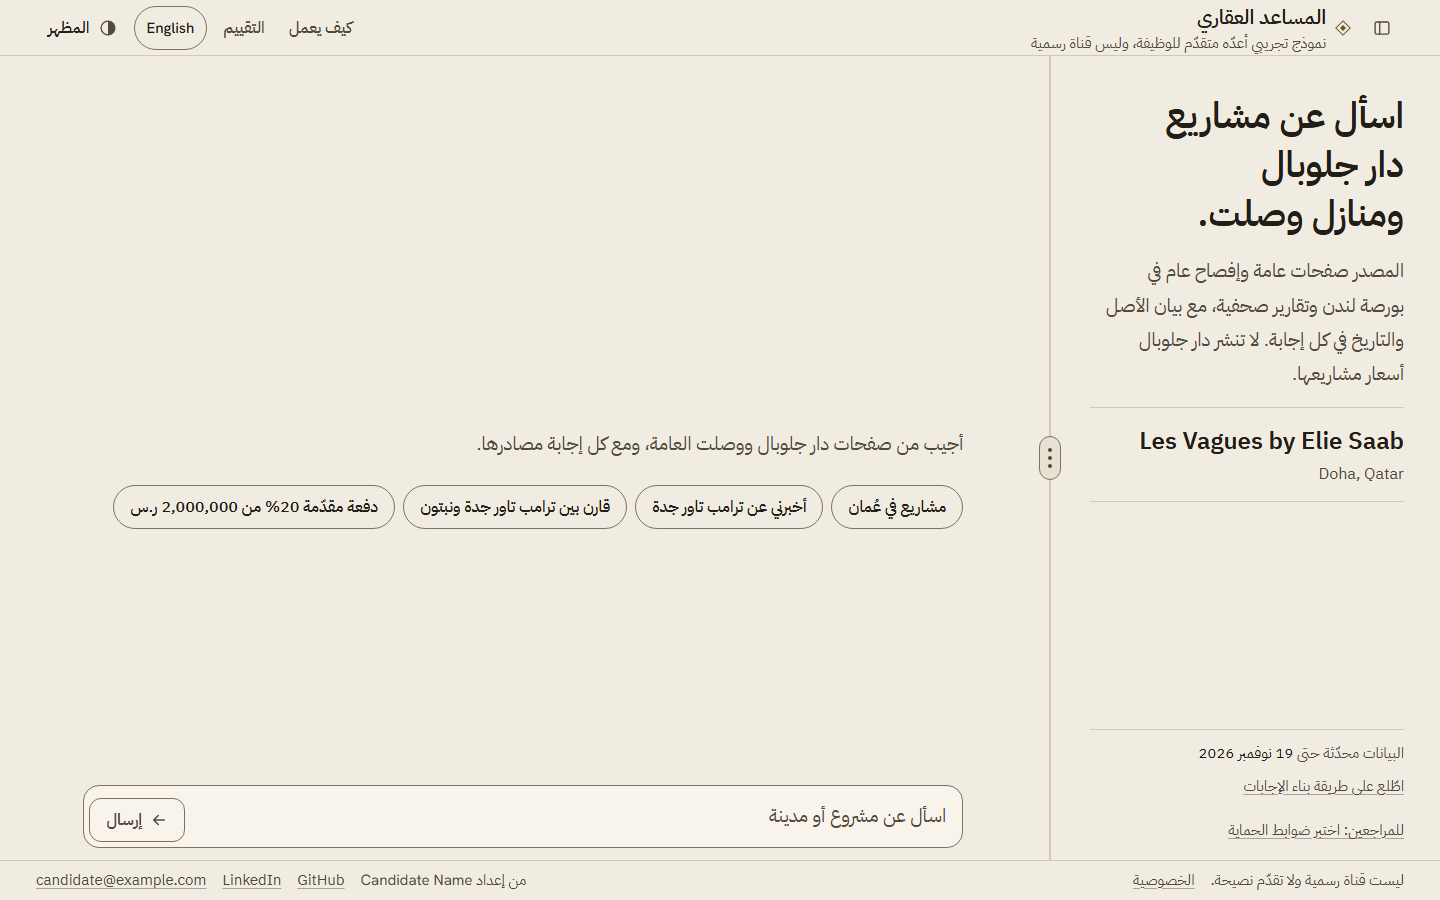 المساعد العقاري
نموذج تجريبي أعدّه متقدّم للوظيفة، وليس قناة رسمية
كيف يعمل
التقييم
English
المظهر
اسأل عن مشاريع
دار جلوبال
ومنازل وصلت.
المصدر صفحات عامة وإفصاح عام في
بورصة لندن وتقارير صحفية، مع بيان الأصل
والتاريخ في كل إجابة. لا تنشر دار جلوبال
أسعار مشاريعها.
Les Vagues by Elie Saab
Doha, Qatar
البيانات محدّثة حتى 19 نوفمبر 2026
اطّلع على طريقة بناء الإجابات
للمراجعين: اختبر ضوابط الحماية
أجيب من صفحات دار جلوبال ووصلت العامة، ومع كل إجابة مصادرها.
مشاريع في عُمان
أخبرني عن ترامب تاور جدة
قارن بين ترامب تاور جدة ونبتون
دفعة مقدّمة 20% من 2,000,000 ر.س
اسأل عن مشروع أو مدينة
إرسال
ليست قناة رسمية ولا تقدّم نصيحة.
الخصوصية
من إعداد Candidate Name
GitHub
LinkedIn
candidate@example.com